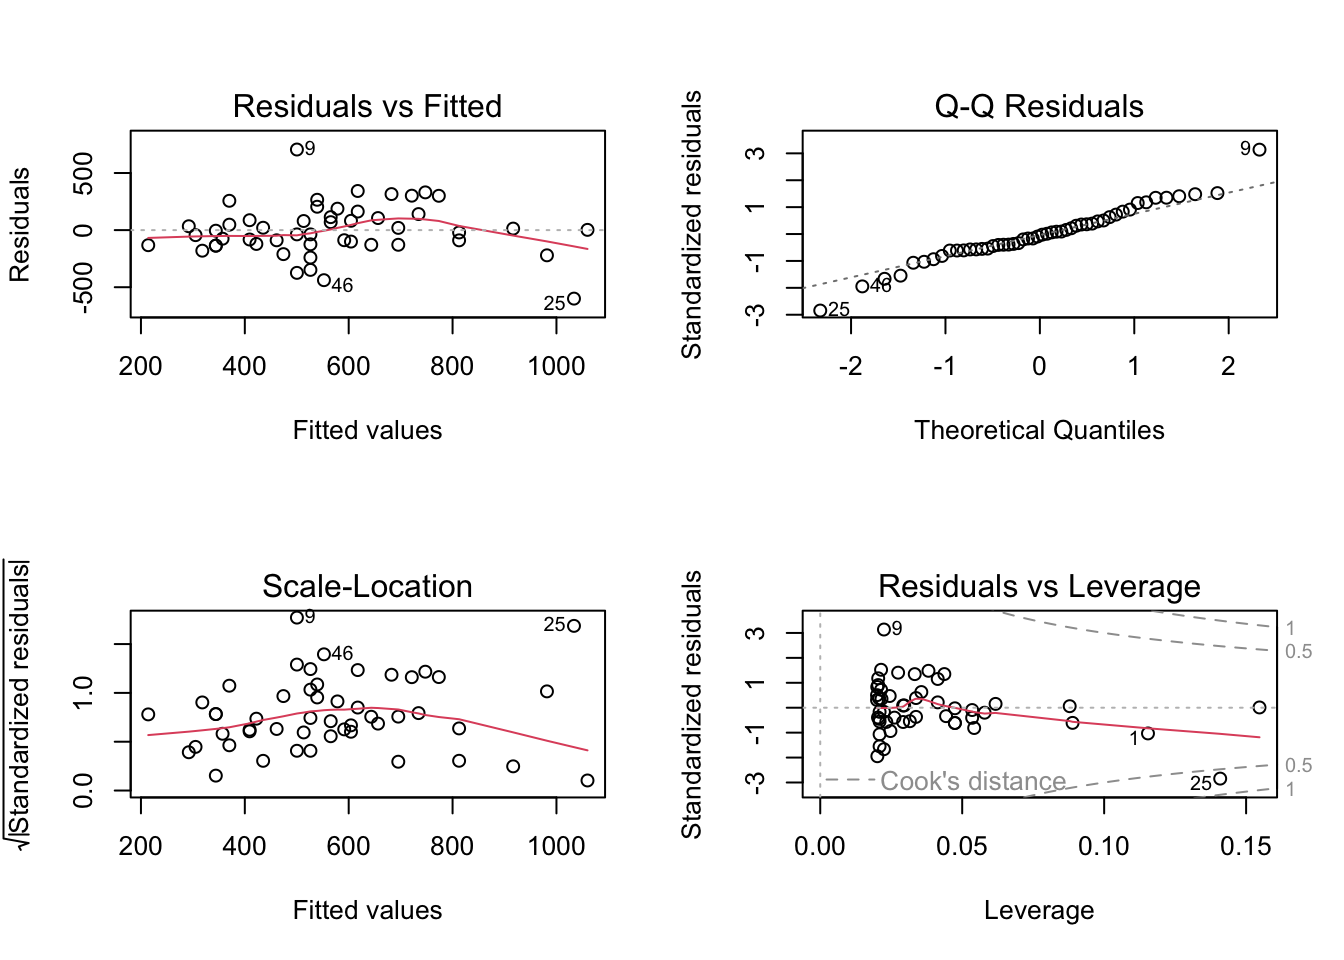 Residuals vs Fitted
Residuals
500
0
-500
9
46
25
200 400 600 800 1000
Fitted values
Q-Q Residuals
Standardized residuals
3
1
-1
-3
9
46
25
-2 -1 0 1 2
Theoretical Quantiles
Scale-Location
√|Standardized residuals|
1.0
0.0
9
25
46
200 400 600 800 1000
Fitted values
Residuals vs Leverage
Standardized residuals
3
1
-1
-3
9
1
0.5
1
0.5
25
1
Cook's distance
0.00 0.05 0.10 0.15
Leverage